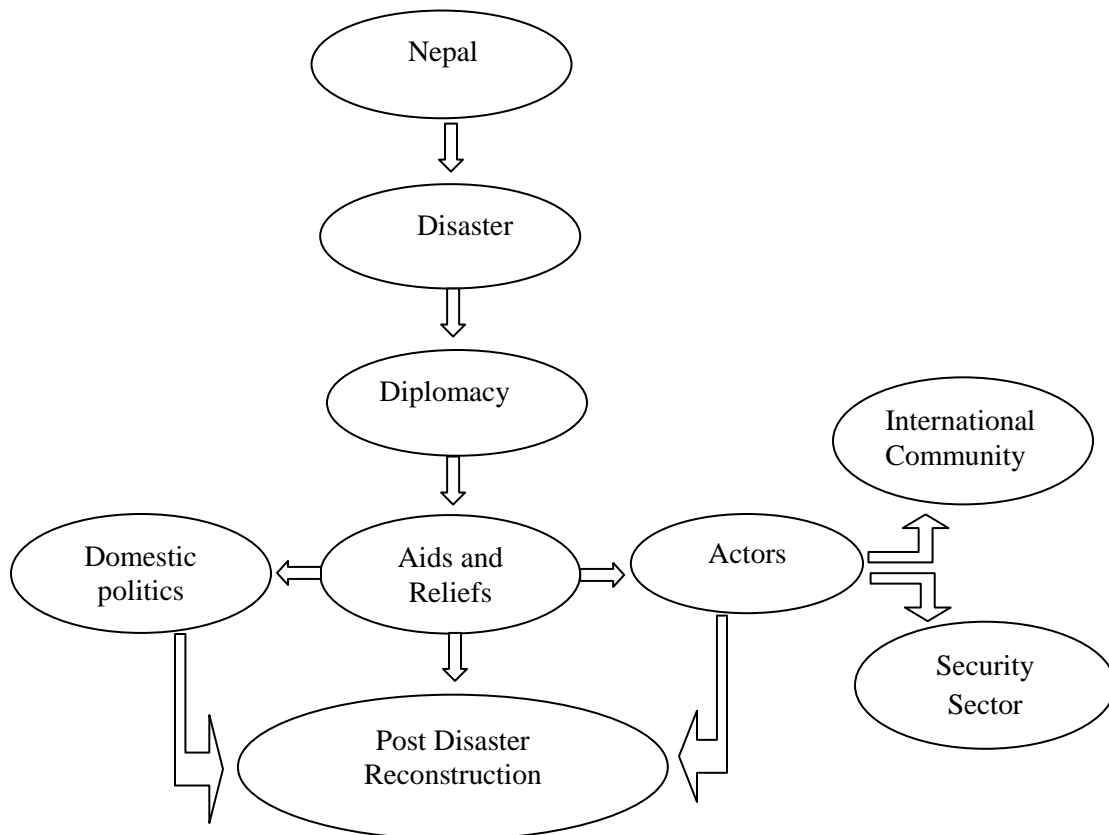 Nepal
Disaster
Diplomacy
International
Community
Domestic
politics
Aids and
Reliefs
Actors
Security
Sector
Post Disaster
Reconstruction